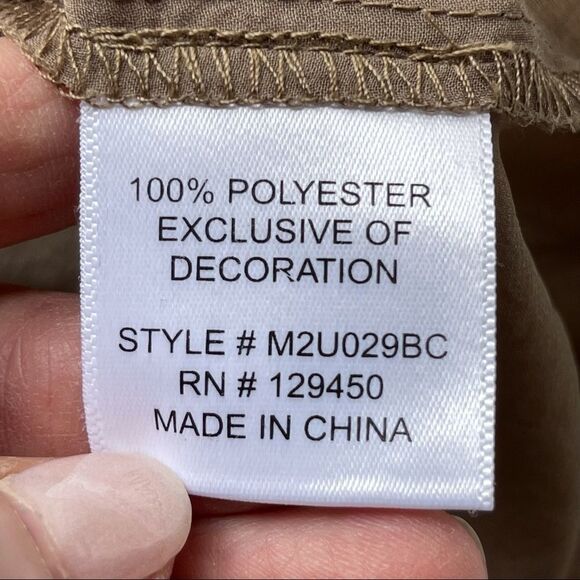 100% POLYESTER
EXCLUSIVE OF
DECORATION
STYLE # M2U029BC
RN # 129450
MADE IN CHINA